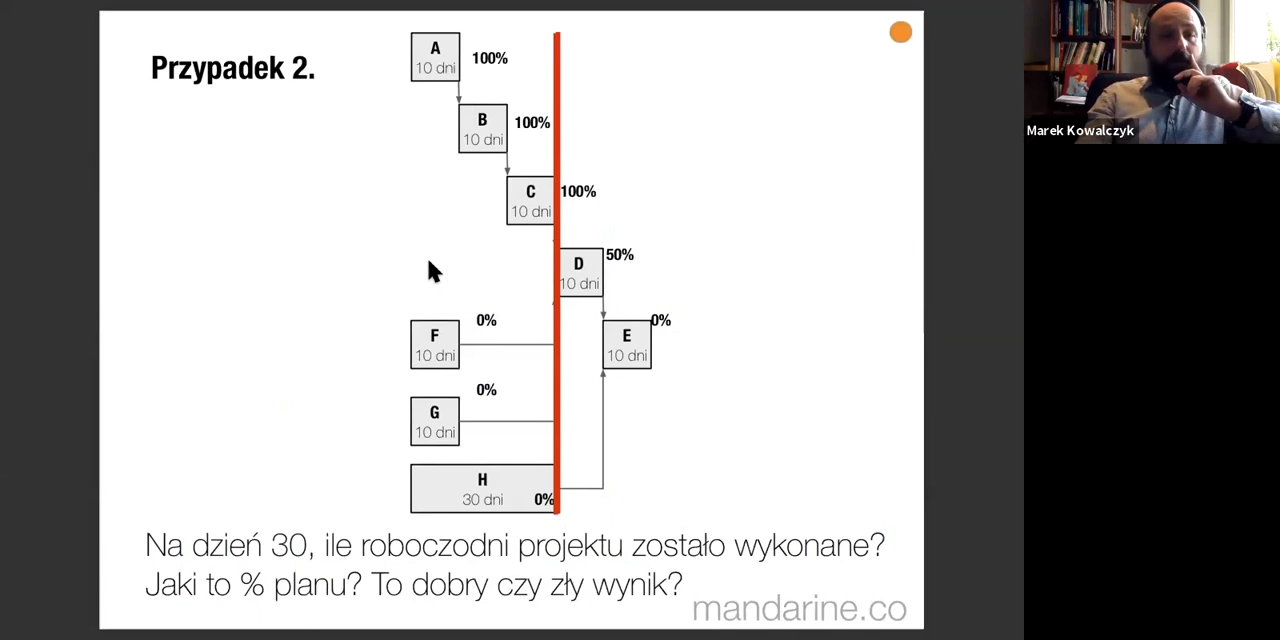 Przypadek 2.
A
10 dni
100%
B
10 dni
100%
C
10 dni
100%
D
10 dni
50%
F
10 dni
0%
E
10 dni
0%
G
10 dni
0%
H
30 dni
0%
Na dzień 30, ile roboczodni projektu zostało wykonane?
Jaki to % planu? To dobry czy zły wynik?
mandarine.co
Marek Kowalczyk